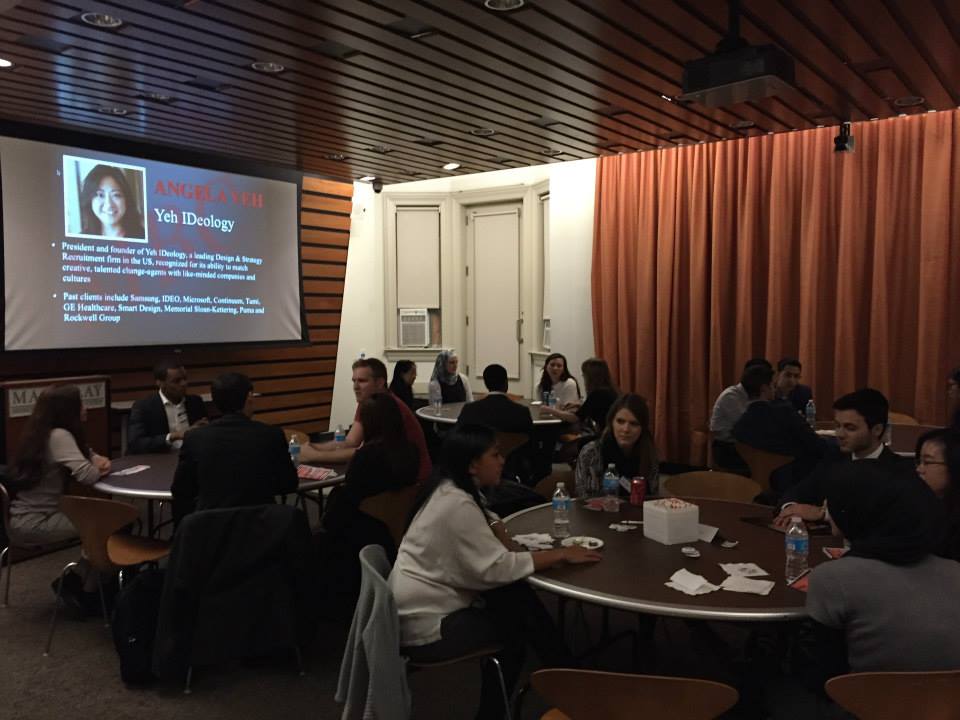 ANGELA YEH
Yeh IDeology
• President and founder of Yeh IDeology, a leading Design & Strategy
Recruitment firm in the US, recognized for its ability to match
creative, talented change-agents with like-minded companies and
cultures
• Past clients include Samsung, IDEO, Microsoft, Continuum, Tumi,
GE Healthcare, Smart Design, Memorial Sloan-Kettering, Puma and
Rockwell Group